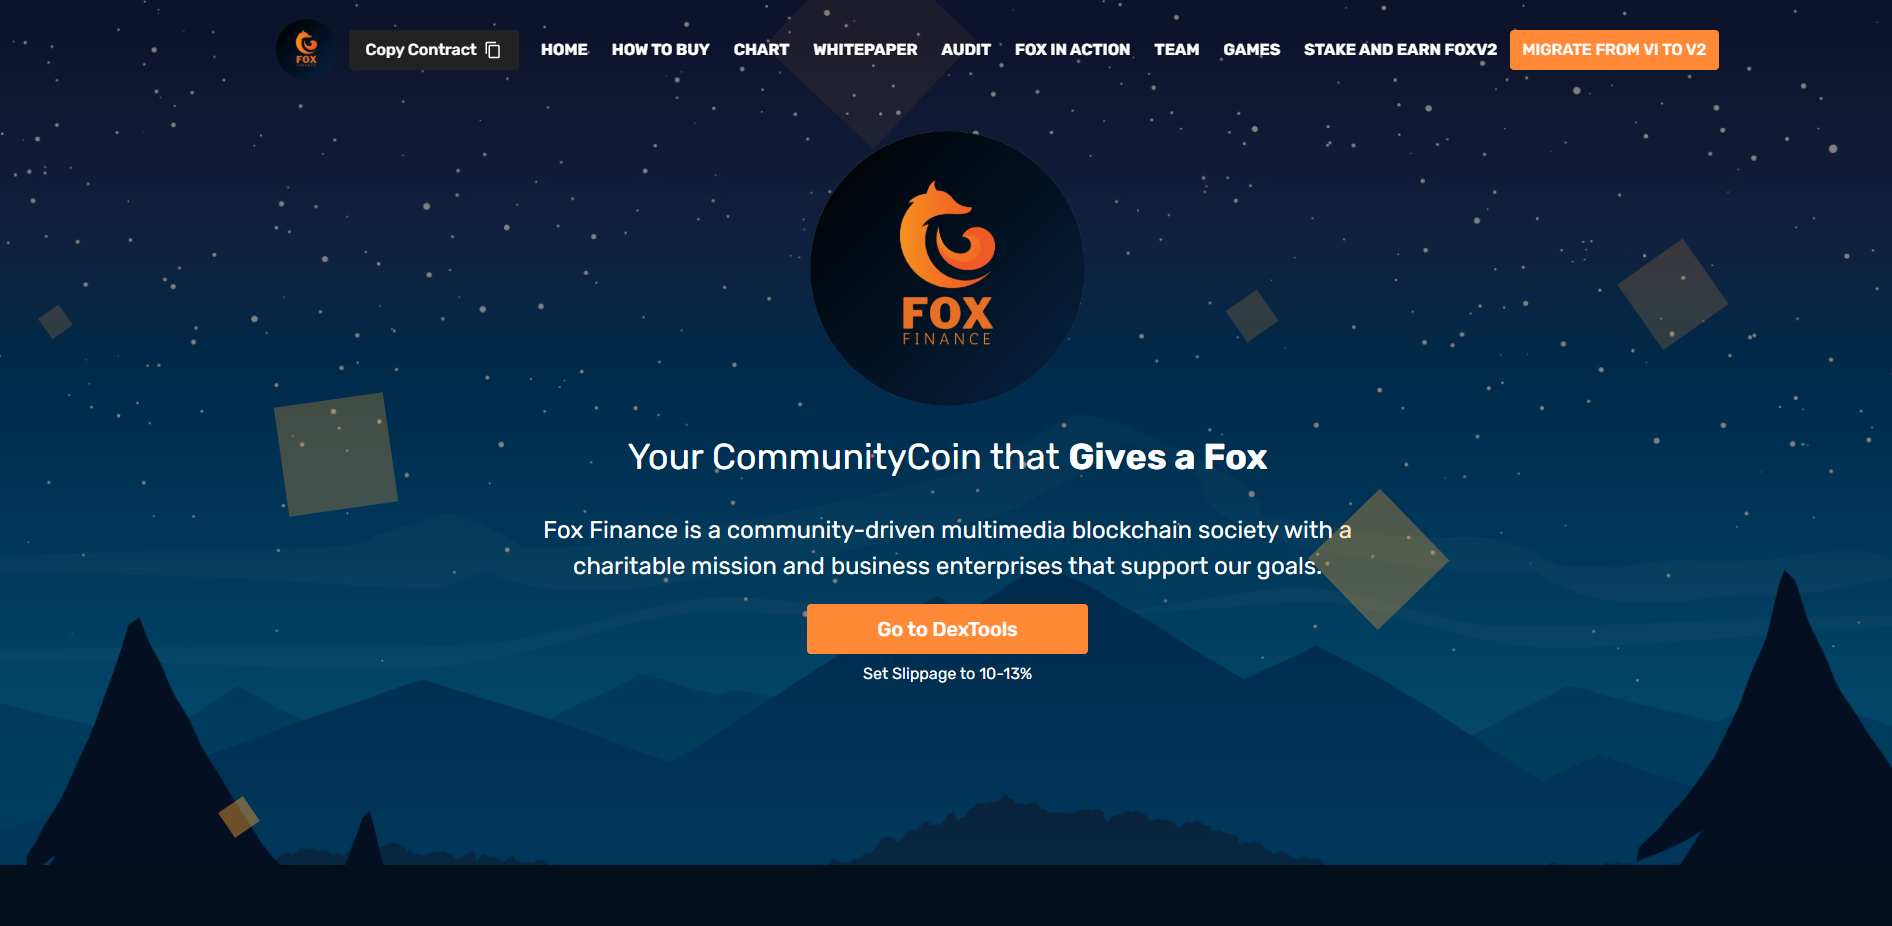 FOX
FINANCE
Copy Contract
HOME
HOW TO BUY
CHART
WHITEPAPER
AUDIT
FOX IN ACTION
TEAM
GAMES
STAKE AND EARN FOXV2
MIGRATE FROM V1 TO V2
FOX
FINANCE
Your CommunityCoin that Gives a Fox
Fox Finance is a community-driven multimedia blockchain society with a
charitable mission and business enterprises that support our goals.
Go to DexTools
Set Slippage to 10-13%